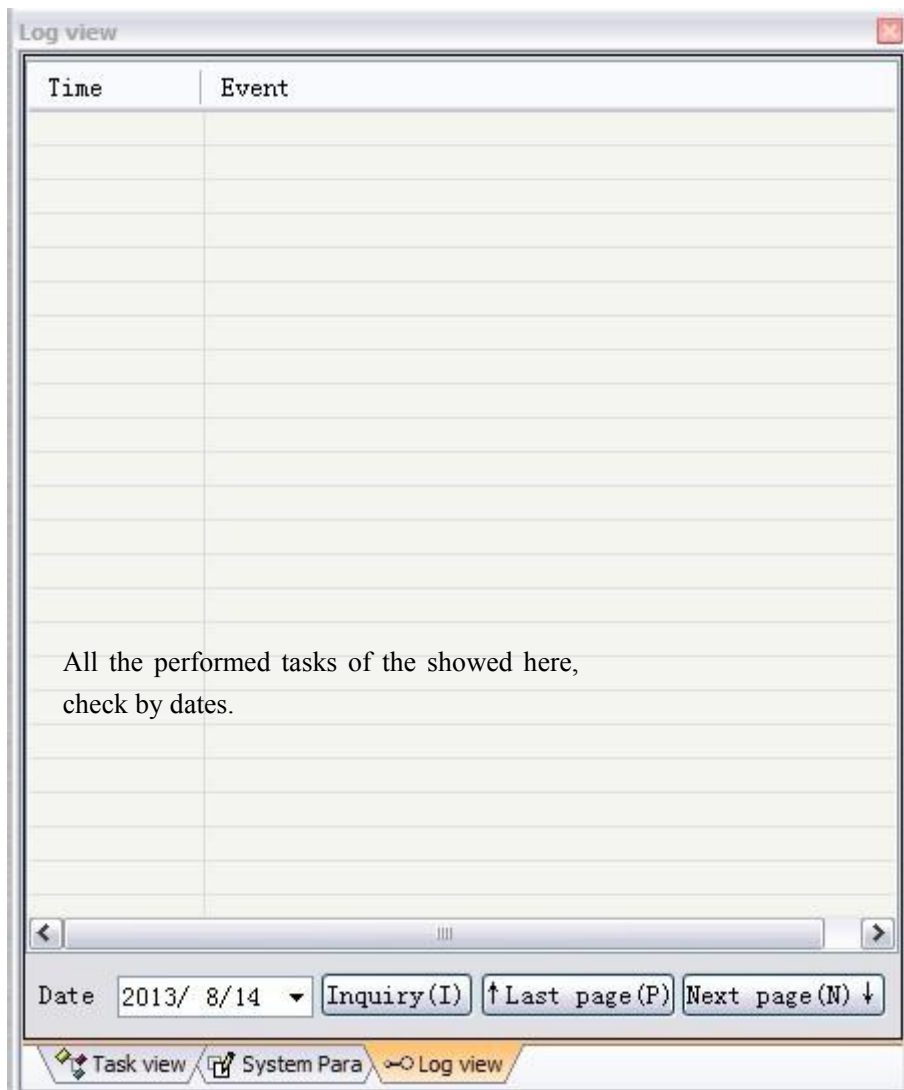 Log view
Time Event
All the performed tasks of the showed here,
check by dates.
Date 2013/ 8/14 Inquiry(I) ↑Last page(P) Next page(N)↓
Task view System Para Log view